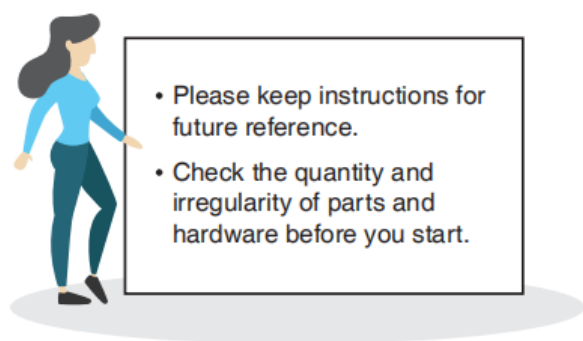 • Please keep instructions for
future reference.
• Check the quantity and
irregularity of parts and
hardware before you start.